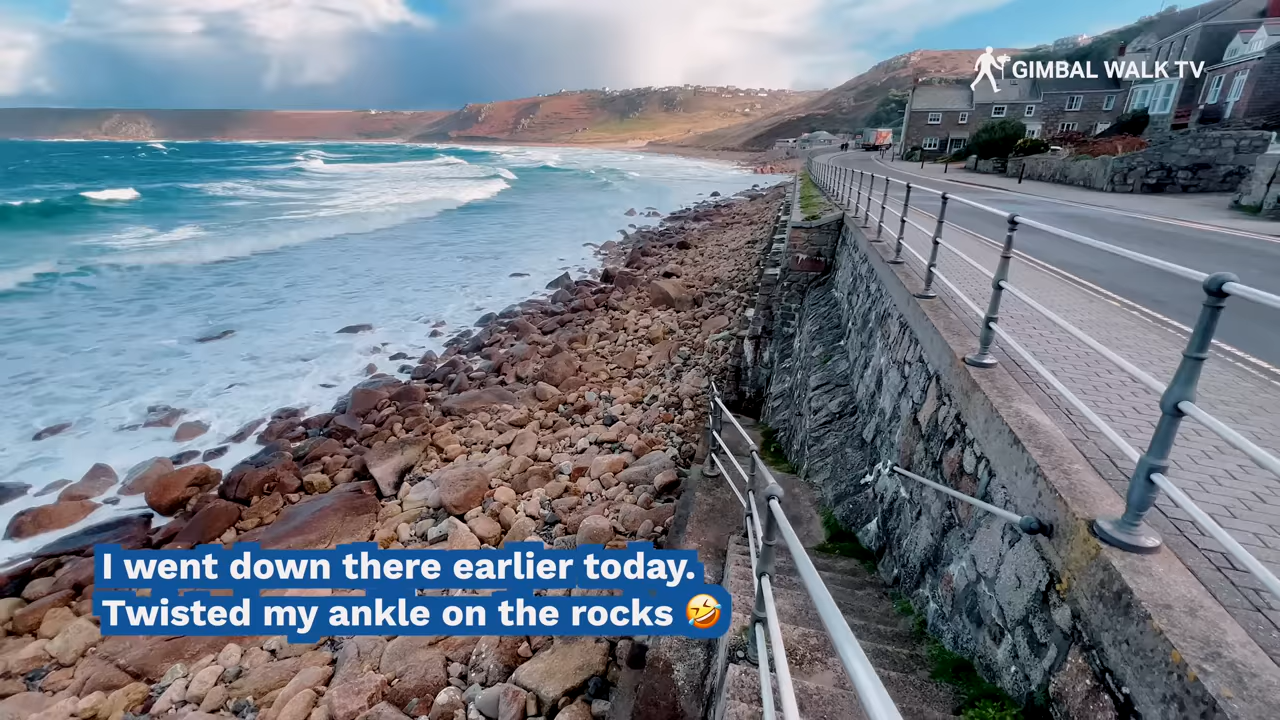 GIMBAL WALK TV
I went down there earlier today.
Twisted my ankle on the rocks 🤣